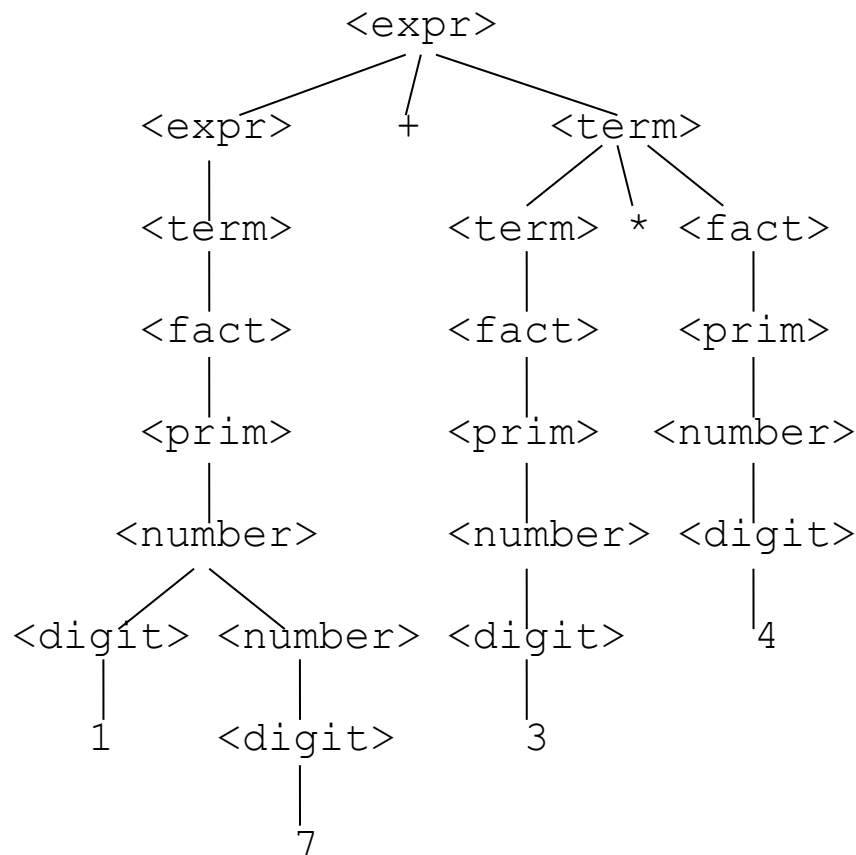 <expr>
<expr> + <term>
<term> <term> * <fact>
<fact> <fact> <prim>
<prim> <prim> <number>
<number> <number> <digit>
<digit> <number> <digit> 4
1 <digit> 3
7